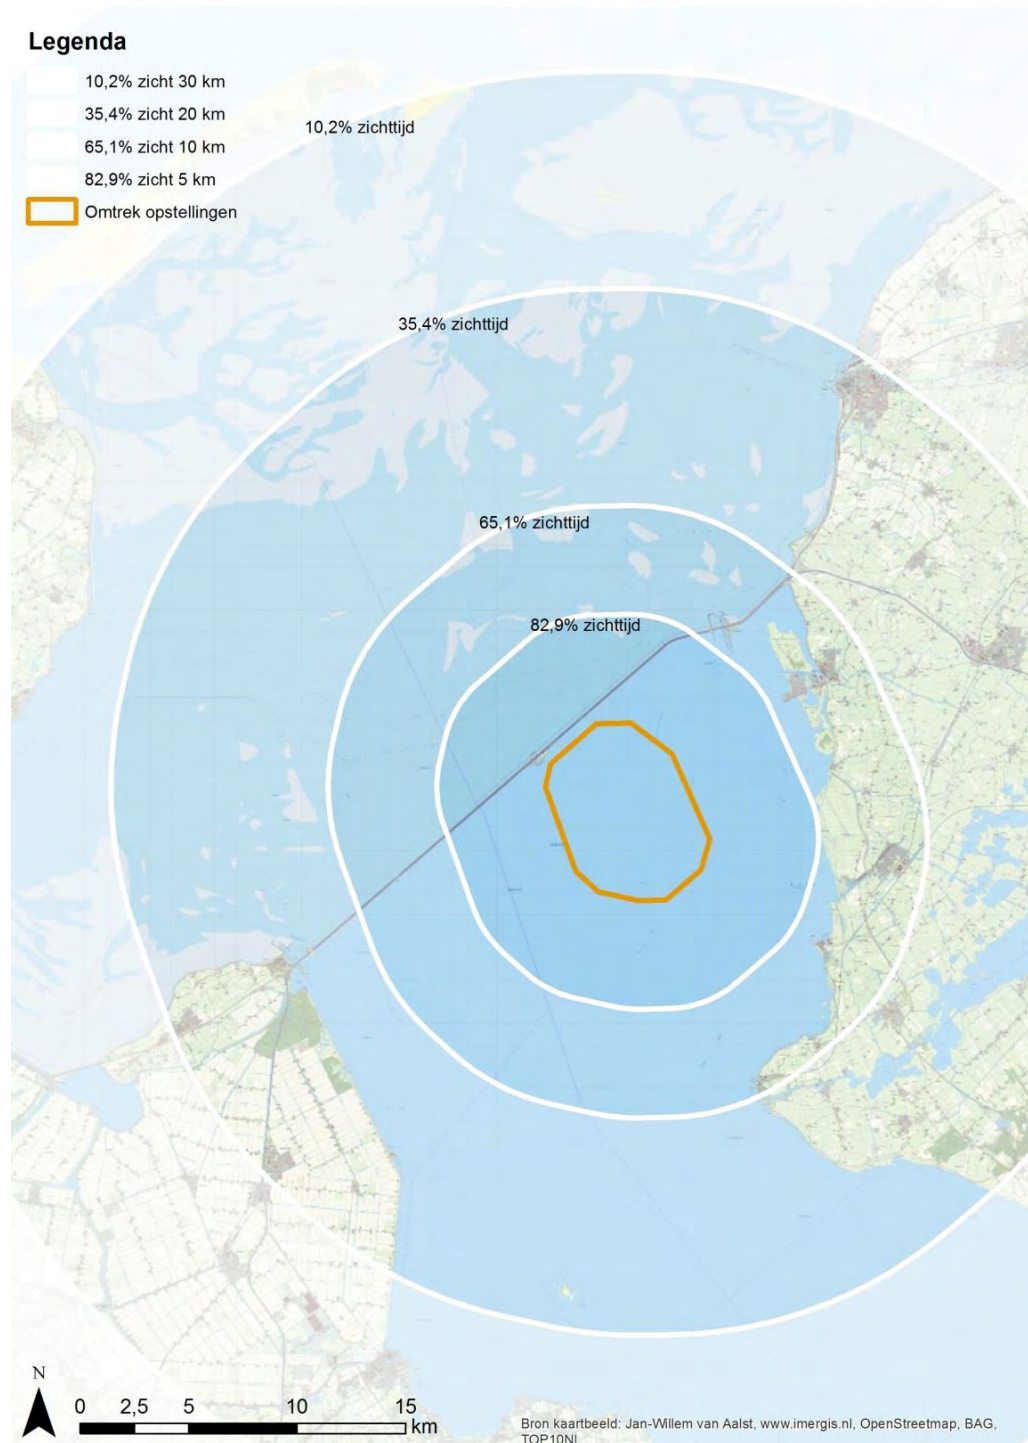 Legenda
10,2% zicht 30 km
35,4% zicht 20 km
65,1% zicht 10 km
82,9% zicht 5 km
Omtrek opstellingen
10,2% zichttijd
35,4% zichttijd
65,1% zichttijd
82,9% zichttijd
N
0 2,5 5 10 15
km
Bron kaartbeeld: Jan-Willem van Aalst, www.imergis.nl, OpenStreetmap, BAG,
TOP10NL